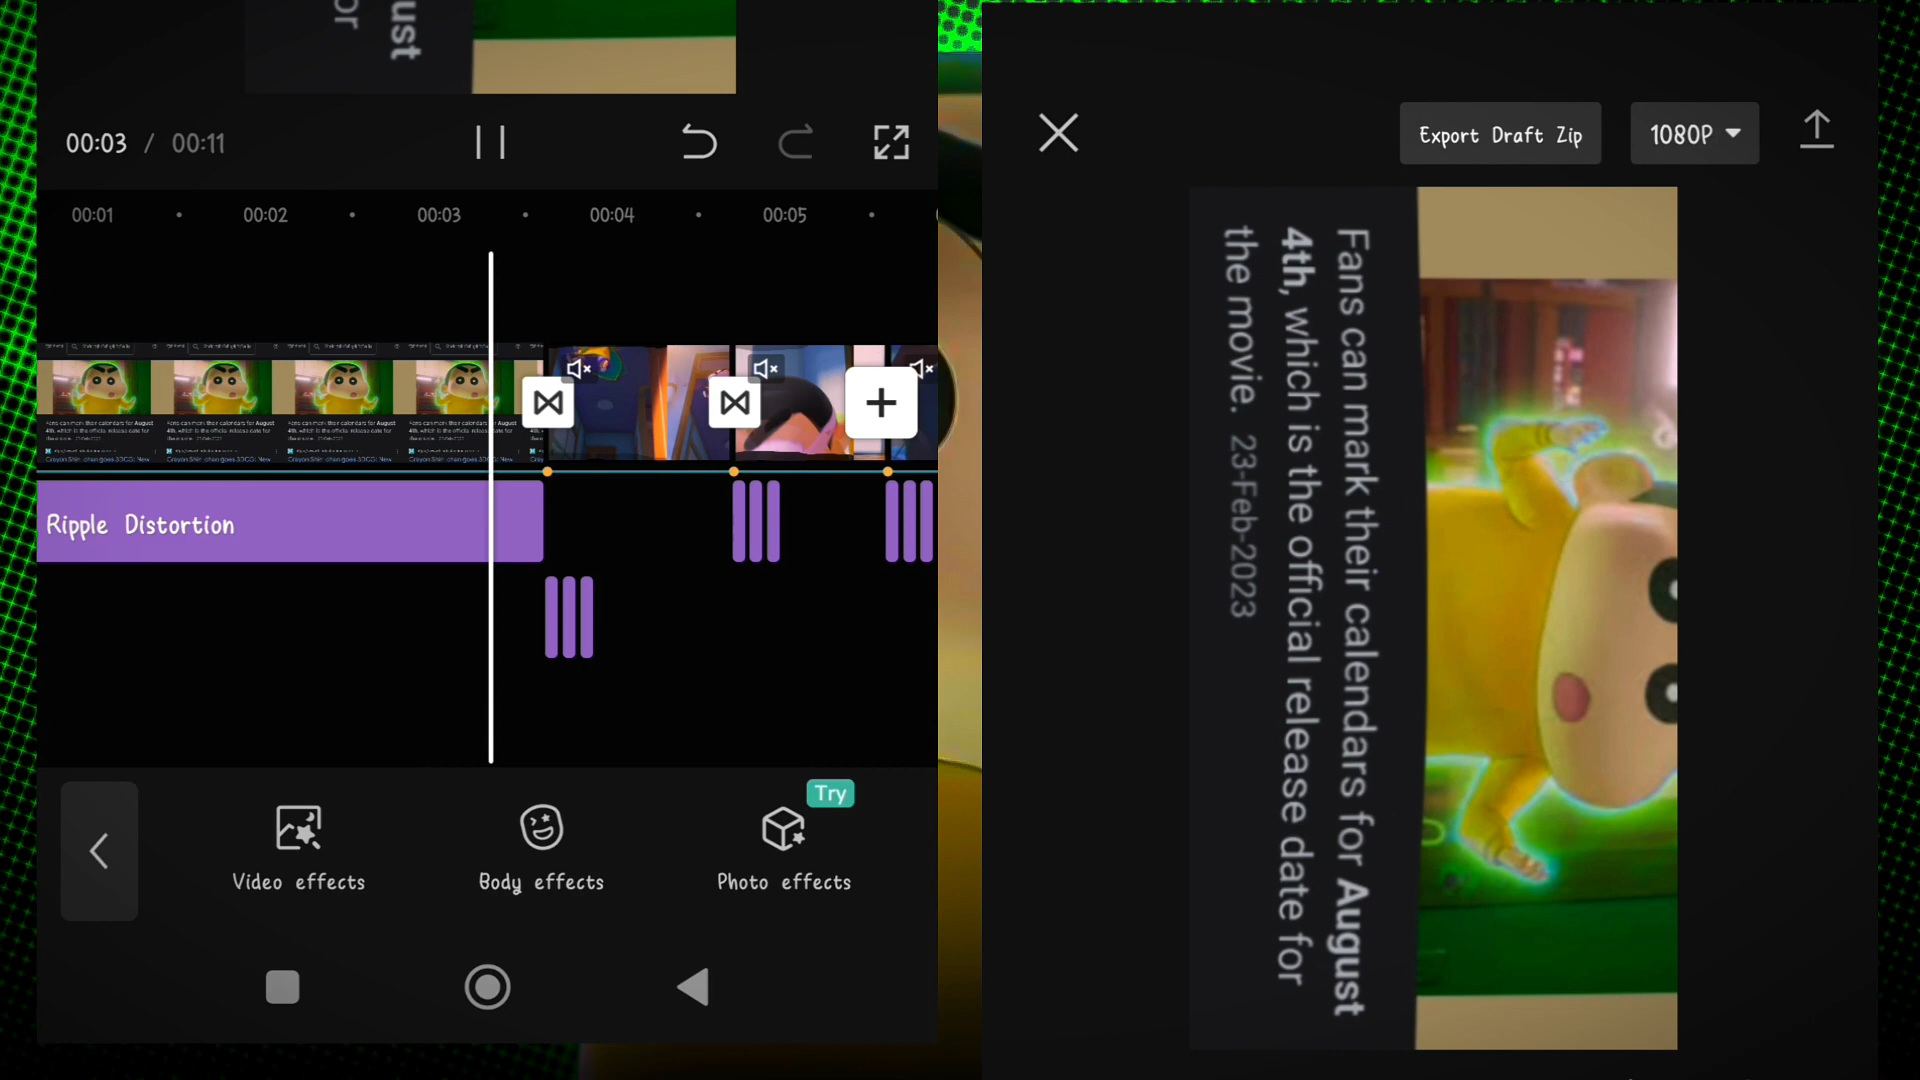 ust
or
00:03 / 00:11
00:01
00:02
00:03
00:04
00:05
Ripple Distortion
Try
Video effects
Body effects
Photo effects
Export Draft Zip
1080P
Fans can mark their calendars for August
4th, which is the official release date for
the movie. 23-Feb-2023